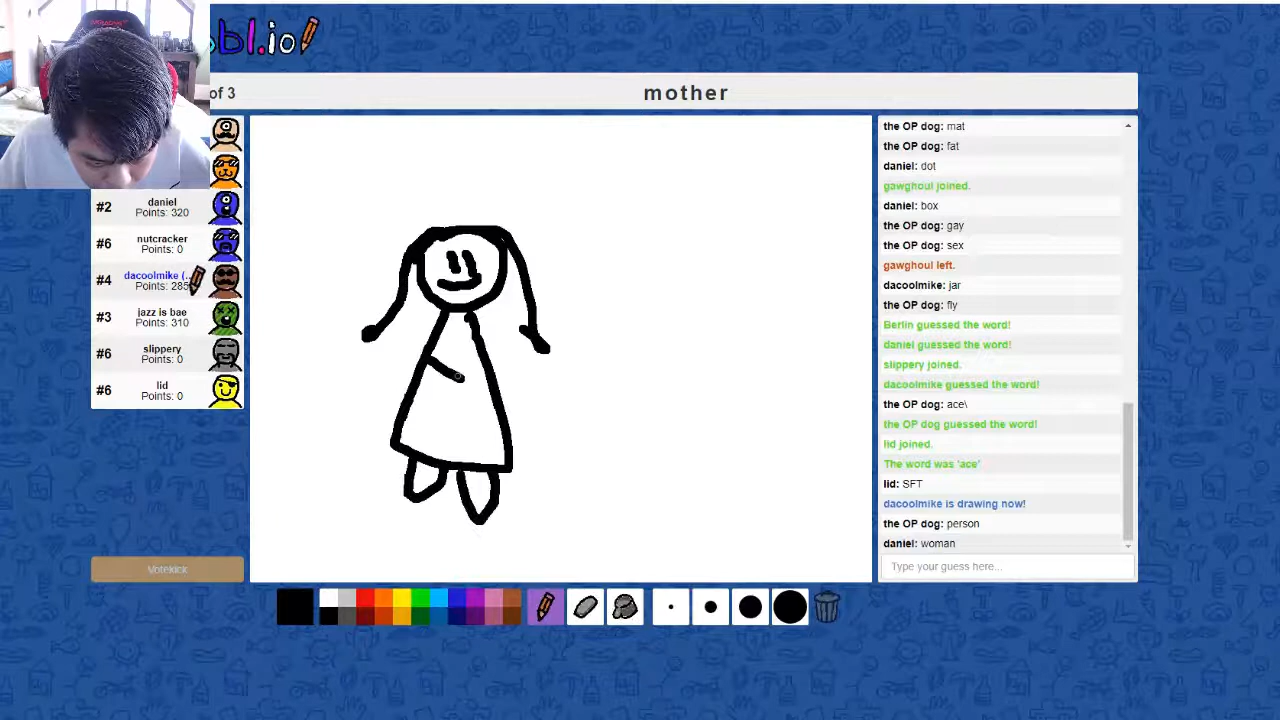 bl.io
of 3
mother
#2 daniel
Points: 320
#6 nutcracker
Points: 0
#4 dacoolmike (...
Points: 285
#3 jazz is bae
Points: 310
#6 slippery
Points: 0
#6 lid
Points: 0
Votekick
the OP dog: mat
the OP dog: fat
daniel: dot
gawghoul joined.
daniel: box
the OP dog: gay
the OP dog: sex
gawghoul left.
dacoolmike: jar
the OP dog: fly
Berlin guessed the word!
daniel guessed the word!
slippery joined.
dacoolmike guessed the word!
the OP dog: ace\
the OP dog guessed the word!
lid joined.
The word was 'ace'
lid: SFT
dacoolmike is drawing now!
the OP dog: person
daniel: woman
Type your guess here...